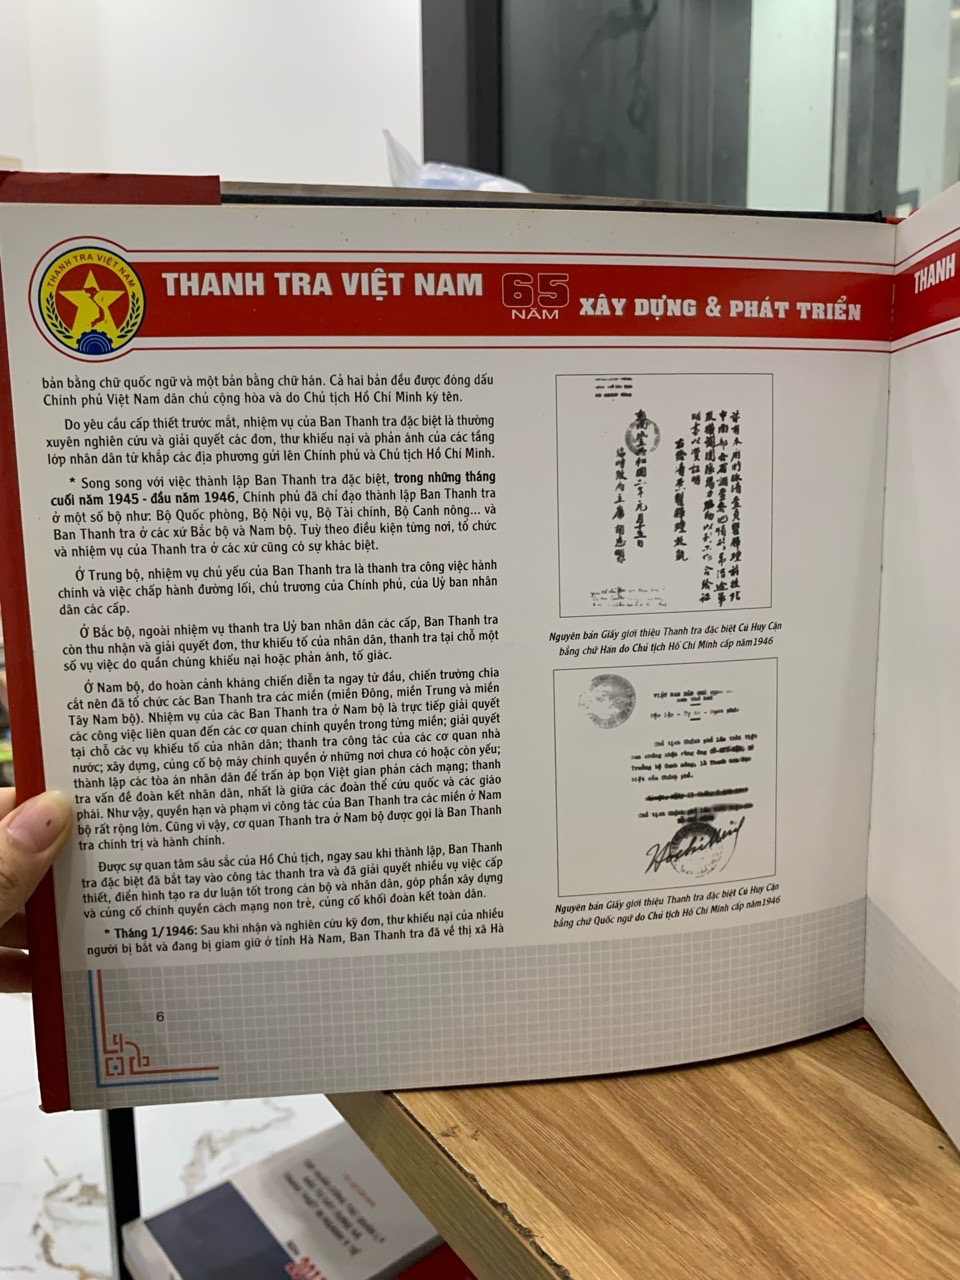 THANH TRA VIỆT NAM
THANH TRA VIỆT NAM 65 NĂM XÂY DỰNG & PHÁT TRIỂN
THANH
bản bằng chữ quốc ngữ và một bản bằng chữ hán. Cả hai bản đều được đóng dấu
Chính phủ Việt Nam dân chủ cộng hòa và do Chủ tịch Hồ Chí Minh ký tên.
Do yêu cầu cấp thiết trước mắt, nhiệm vụ của Ban Thanh tra đặc biệt là thường
xuyên nghiên cứu và giải quyết các đơn, thư khiếu nại và phản ánh của các tầng
lớp nhân dân từ khắp các địa phương gửi lên Chính phủ và Chủ tịch Hồ Chí Minh.
* Song song với việc thành lập Ban Thanh tra đặc biệt, trong những tháng
cuối năm 1945 - đầu năm 1946, Chính phủ đã chỉ đạo thành lập Ban Thanh tra
ở một số bộ như: Bộ Quốc phòng, Bộ Nội vụ, Bộ Tài chính, Bộ Canh nông... và
Ban Thanh tra ở các xứ Bắc bộ và Nam bộ. Tuỳ theo điều kiện từng nơi, tổ chức
và nhiệm vụ của Thanh tra ở các xứ cũng có sự khác biệt.
Ở Trung bộ, nhiệm vụ chủ yếu của Ban Thanh tra là thanh tra công việc hành
chính và việc chấp hành đường lối, chủ trương của Chính phủ, của Uỷ ban nhân
dân các cấp.
Ở Bắc bộ, ngoài nhiệm vụ thanh tra Uỷ ban nhân dân các cấp, Ban Thanh tra
còn thu nhận và giải quyết đơn, thư khiếu tố của nhân dân, thanh tra tại chỗ một
số vụ việc do quần chúng khiếu nại hoặc phản ánh, tố giác.
Ở Nam bộ, do hoàn cảnh kháng chiến diễn ta ngay từ đầu, chiến trường chia
cắt nên đã tổ chức các Ban Thanh tra các miền (miền Đông, miền Trung và miền
Tây Nam bộ). Nhiệm vụ của các Ban Thanh tra ở Nam bộ là trực tiếp giải quyết
các công việc liên quan đến các cơ quan chính quyền trong từng miền; giải quyết
tại chỗ các vụ khiếu tố của nhân dân; thanh tra công tác của các cơ quan nhà
nước; xây dựng, củng cố bộ máy chính quyền ở những nơi chưa có hoặc còn yếu;
thành lập các tòa án nhân dân để trấn áp bọn Việt gian phản cách mạng; thanh
tra vấn đề đoàn kết nhân dân, nhất là giữa các đoàn thể cứu quốc và các giáo
phái. Như vậy, quyền hạn và phạm vi công tác của Ban Thanh tra các miền ở Nam
bộ rất rộng lớn. Cũng vì vậy, cơ quan Thanh tra ở Nam bộ được gọi là Ban Thanh
tra chính trị và hành chính.
Được sự quan tâm sâu sắc của Hồ Chủ tịch, ngay sau khi thành lập, Ban Thanh
tra đặc biệt đã bắt tay vào công tác thanh tra và đã giải quyết nhiều vụ việc cấp
thiết, điển hình tạo ra dư luận tốt trong cán bộ và nhân dân, góp phần xây dựng
và củng cố chính quyền cách mạng non trẻ, củng cố khối đoàn kết toàn dân.
* Tháng 1/1946: Sau khi nhận và nghiên cứu kỹ đơn, thư khiếu nại của nhiều
người bị bắt và đang bị giam giữ ở tỉnh Hà Nam, Ban Thanh tra đã về thị xã Hà
6
Nguyên bản Giấy giới thiệu Thanh tra đặc biệt Cù Huy Cận
bằng chữ Hán do Chủ tịch Hồ Chí Minh cấp năm1946
Độc lập - Tự do - Hạnh phúc
Nguyên bản Giấy giới thiệu Thanh tra đặc biệt Cù Huy Cận
bằng chữ Quốc ngữ do Chủ tịch Hồ Chí Minh cấp năm1946